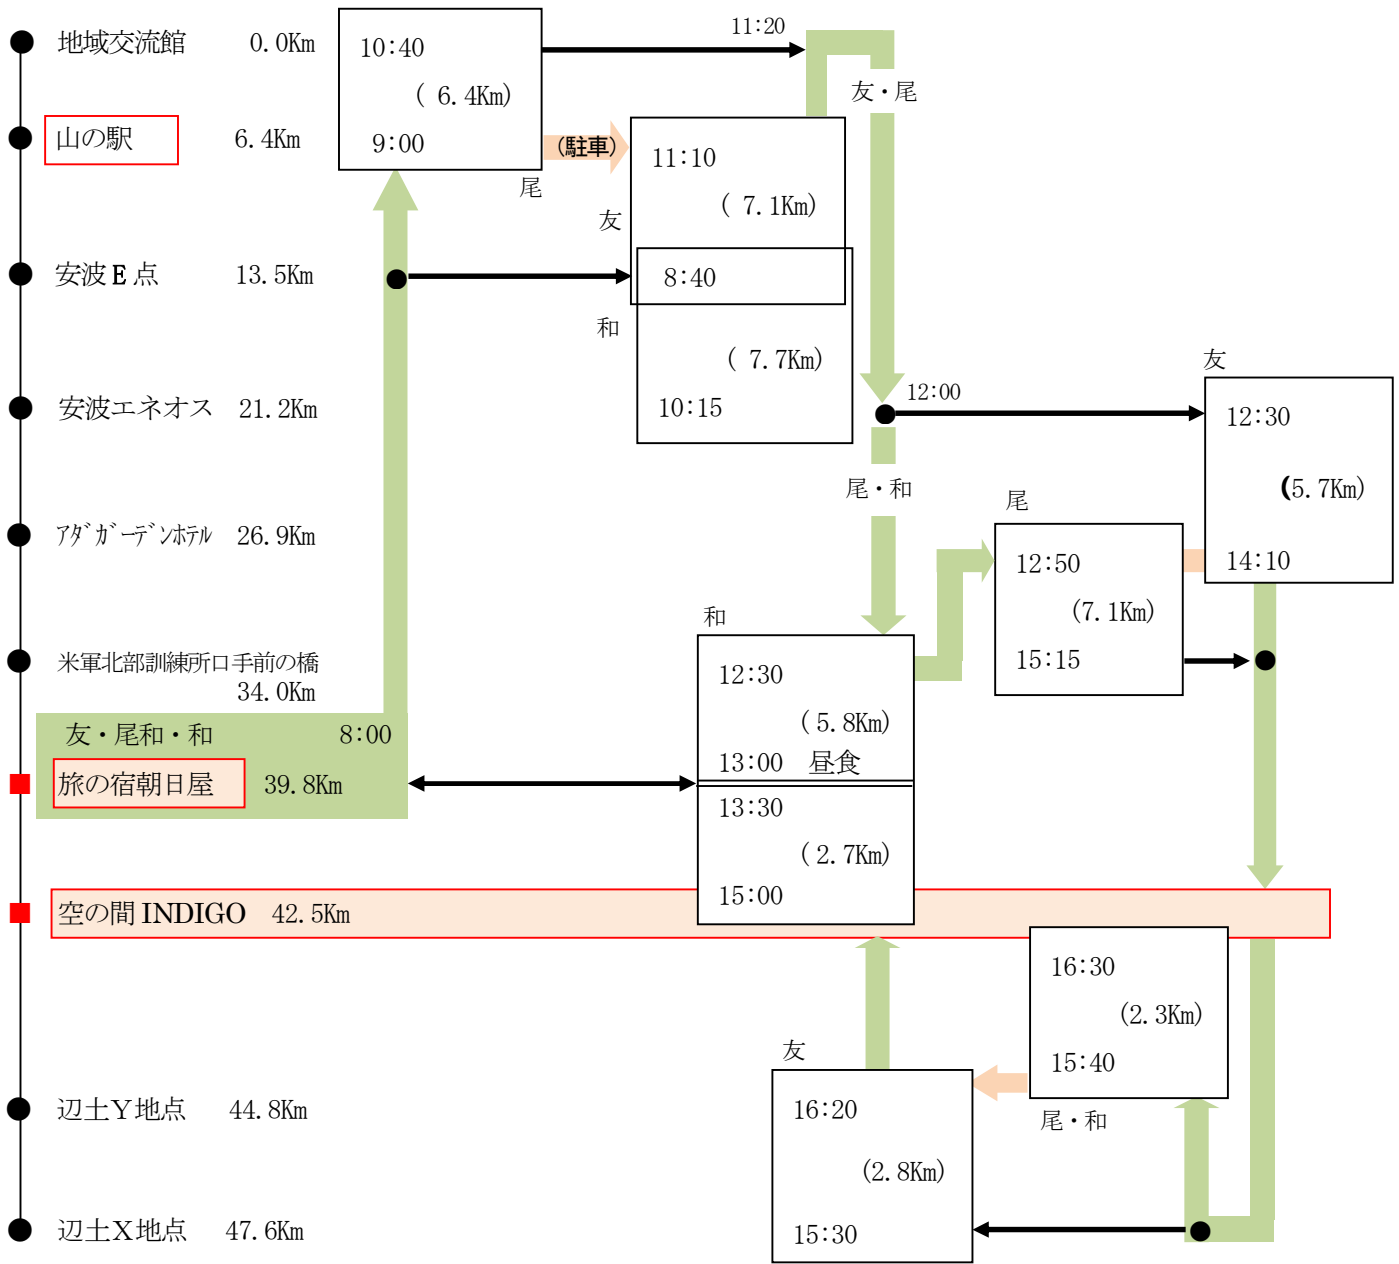 地域交流館 0.0Km
10:40
11:20
( 6.4Km)
友・尾
山の駅 6.4Km
9:00
(駐車)
尾
11:10
( 7.1Km)
友
安波E点 13.5Km
8:40
和
( 7.7Km)
10:15
安波エネオス 21.2Km
12:00
友
12:30
(5.7Km)
14:10
尾・和
尾
アダガーデンホテル 26.9Km
12:50
(7.1Km)
15:15
和
米軍北部訓練所口手前の橋
34.0Km
12:30
(5.8Km)
13:00 昼食
友・尾和・和 8:00
旅の宿朝日屋 39.8Km
13:30
(2.7Km)
15:00
空の間 INDIGO 42.5Km
16:30
(2.3Km)
15:40
尾・和
友
辺土Y地点 44.8Km
16:20
(2.8Km)
15:30
辺土X地点 47.6Km